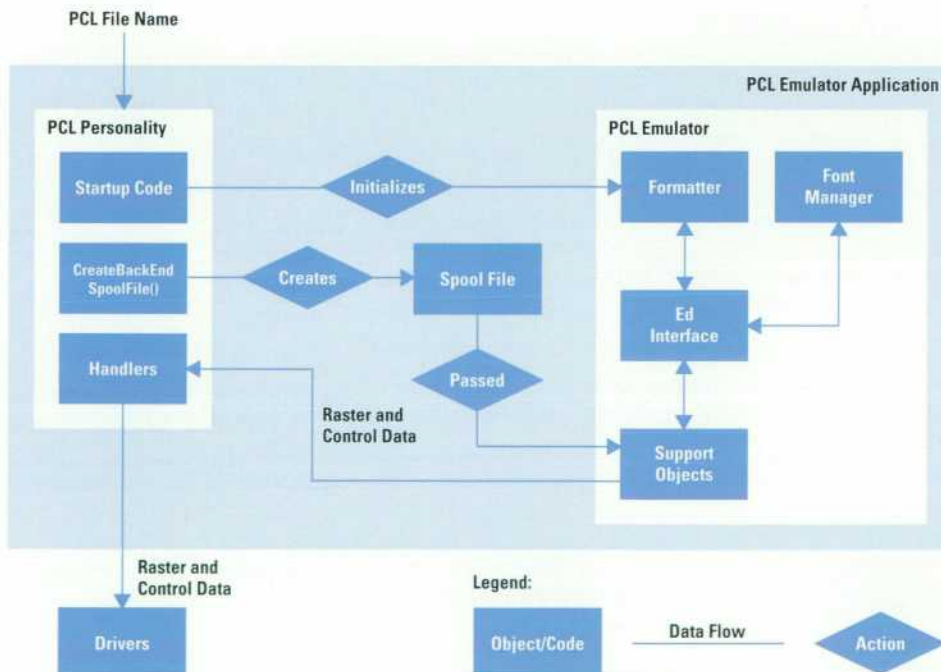 PCL File Name
PCL Emulator Application
PCL Personality
PCL Emulator
Startup Code
Initializes
Formatter
Font
Manager
CreateBackEnd
SpoolFile()
Creates
Spool File
Ed
Interface
Handlers
Passed
Raster and
Control Data
Support
Objects
Raster and
Control Data
Drivers
Legend:
Object/Code
Data Flow
Action